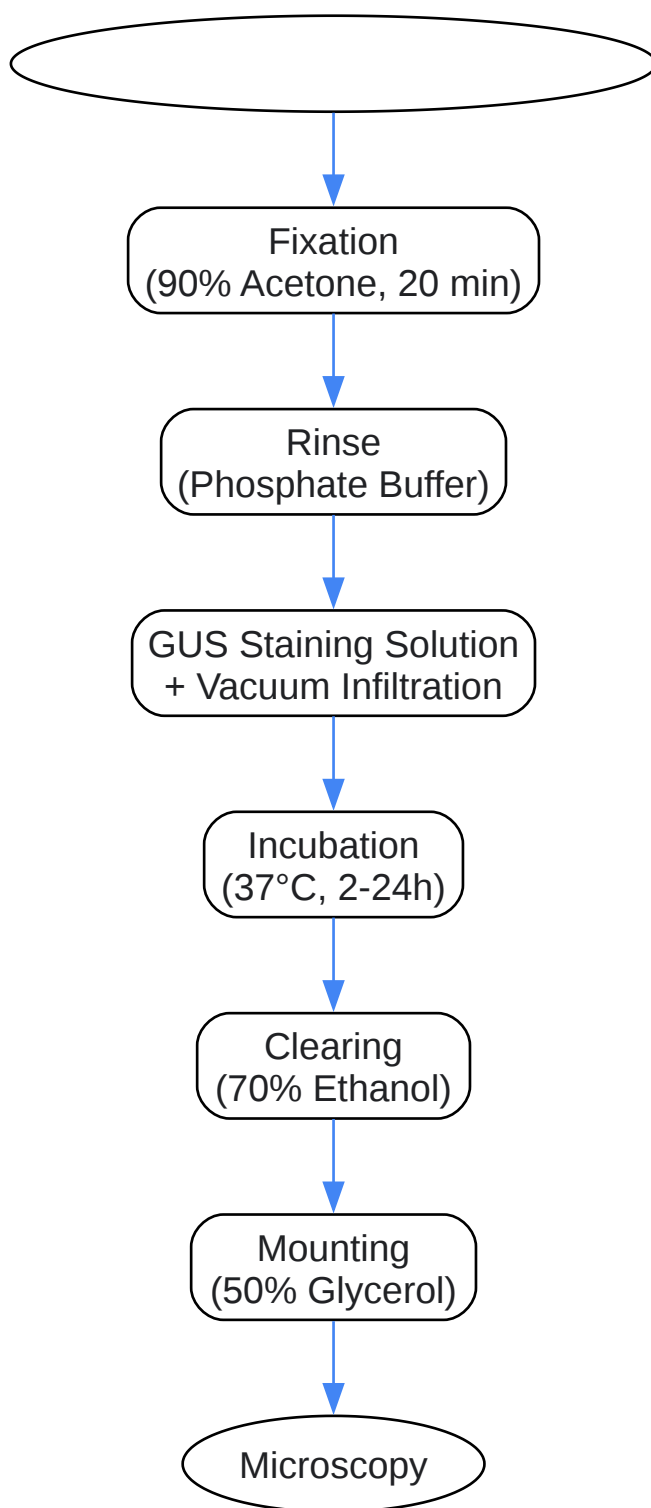 Fixation
(90% Acetone, 20 min)
Rinse
(Phosphate Buffer)
GUS Staining Solution
+ Vacuum Infiltration
Incubation
(37°C, 2-24h)
Clearing
(70% Ethanol)
Mounting
(50% Glycerol)
Microscopy